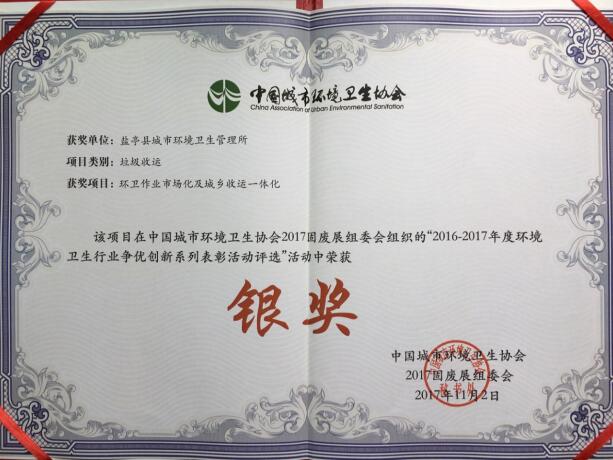 中国城市环境卫生协会
China Association of Urban Environmental Sanitation
获奖单位：盐亭县城市环境卫生管理所
项目类别：垃圾收运
获奖项目：环卫作业市场化及城乡收运一体化
该项目在中国城市环境卫生协会2017固废展组委会组织的“2016-2017年度环境
卫生行业争优创新系列表彰活动评选”活动中荣获
银奖
中国城市环境卫生协会
2017固废展组委会
2017年11月2日